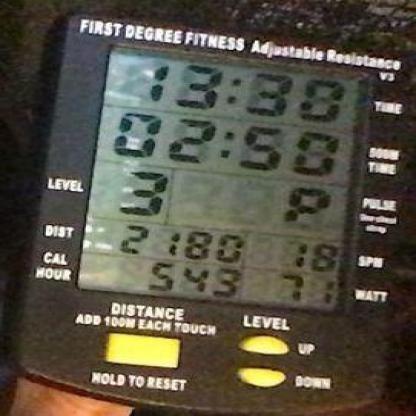 FIRST DEGREE FITNESS Adjustable Resistance
V3
13:38 TIME
02:50 500M TIME
LEVEL 3 P PULSE
DIST 2180 18 SPM
CAL HOUR 543 71 WATT
DISTANCE LEVEL
ADD 100M EACH TOUCH
UP
HOLD TO RESET DOWN